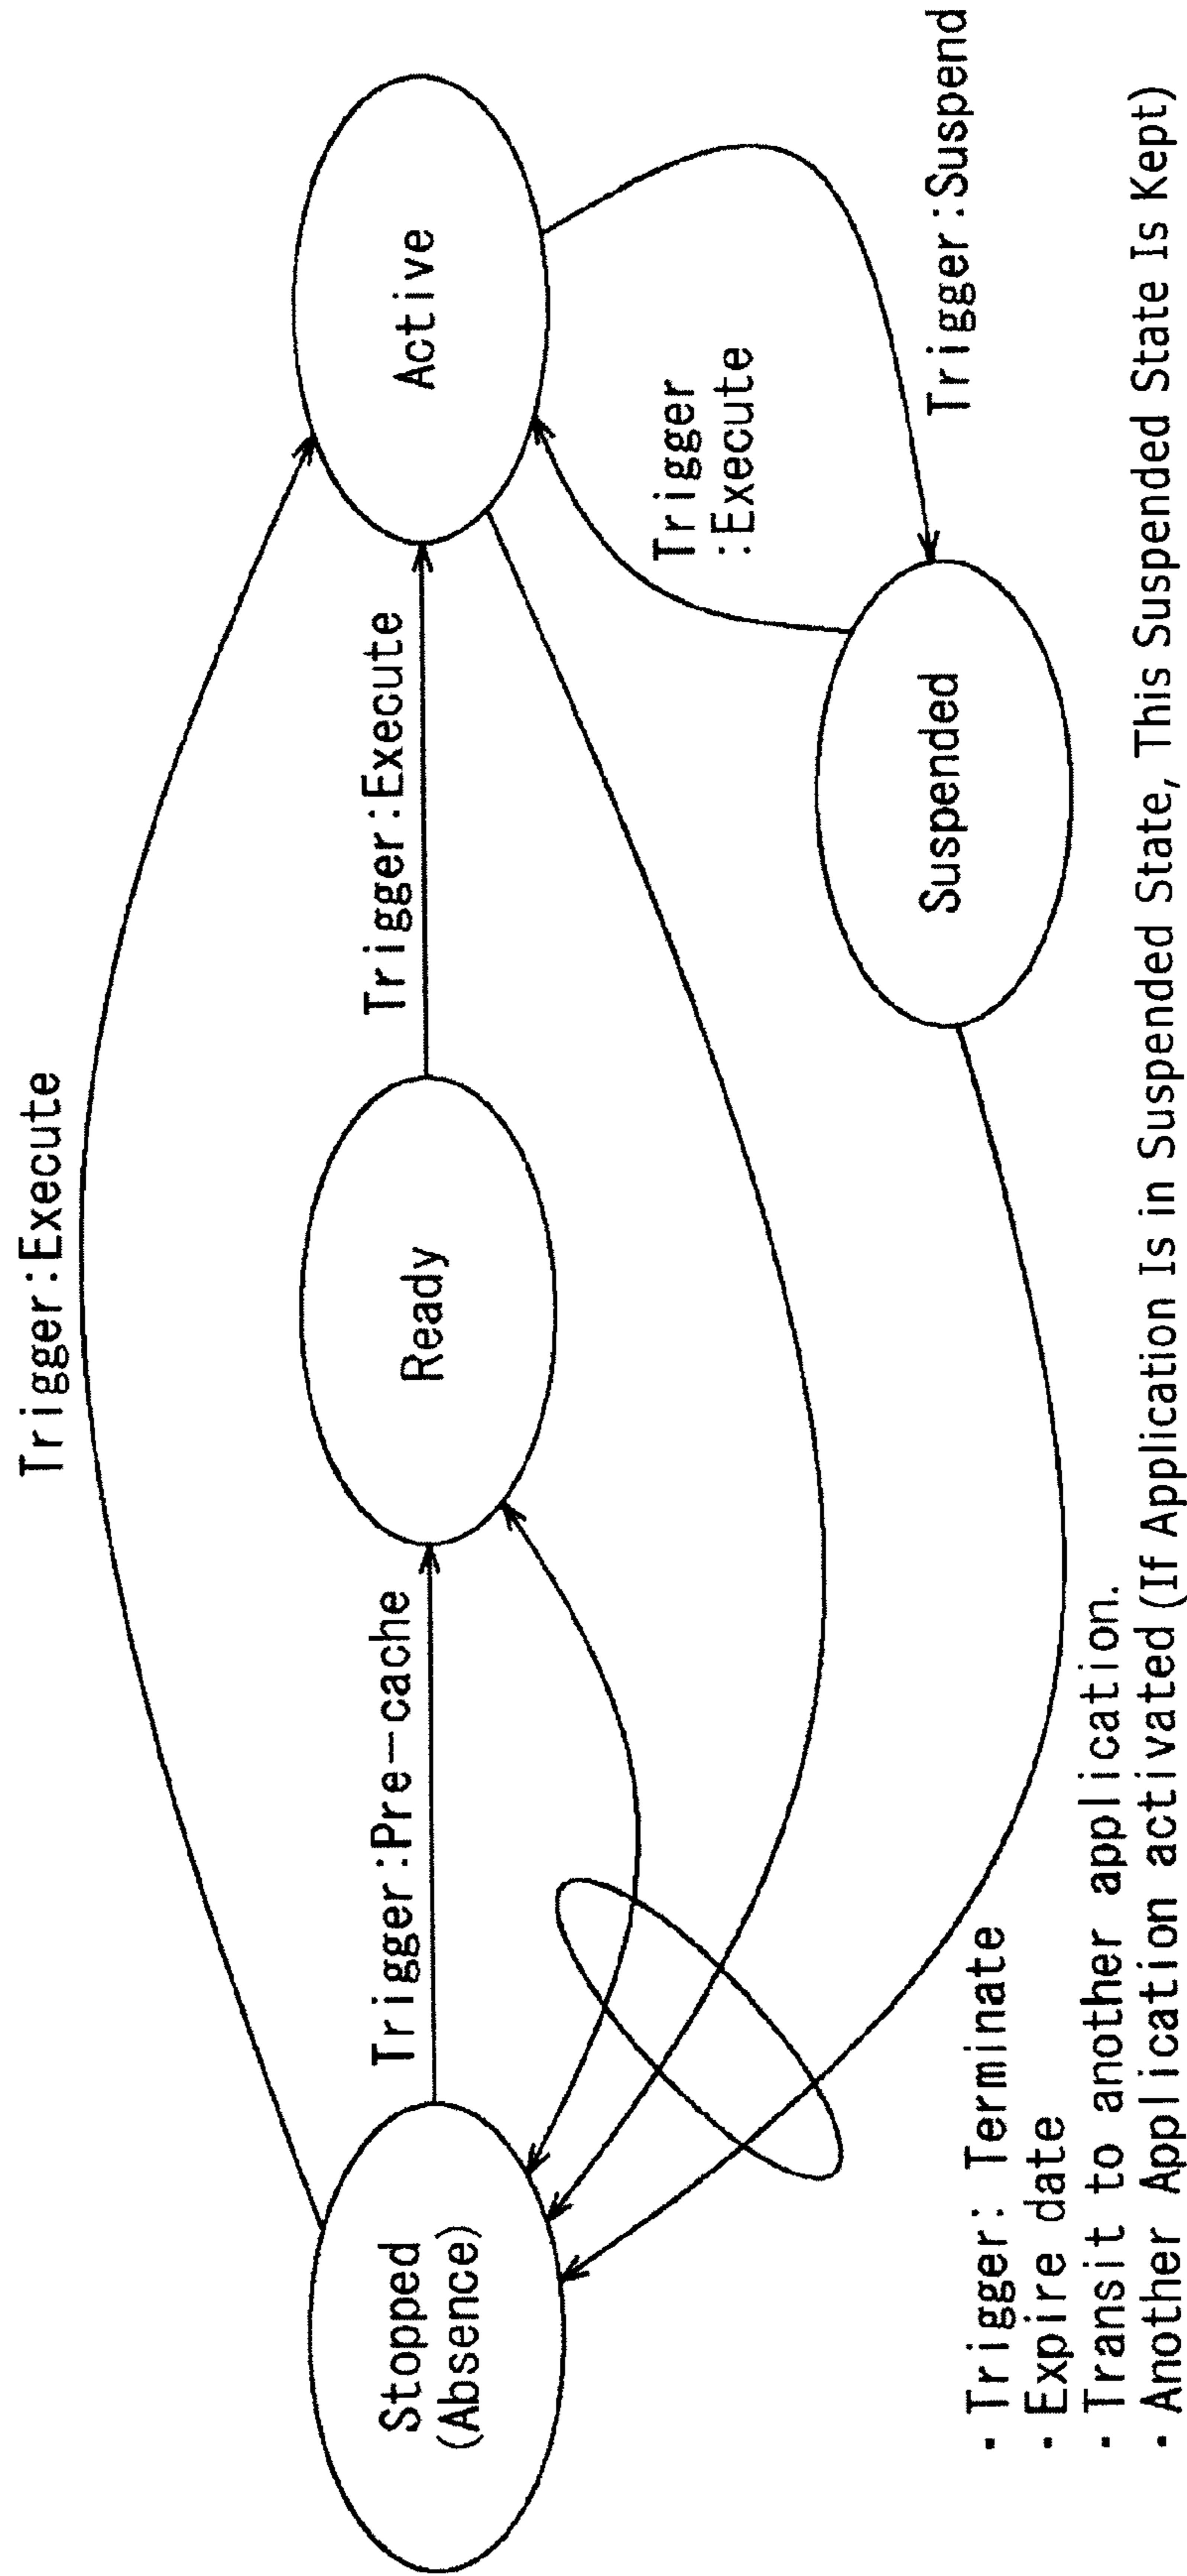 Trigger:Execute
Stopped
(Absence)
Trigger:Pre-cache
Ready
Trigger:Execute
Active
Trigger
:Execute
Suspended
Trigger:Suspend
· Trigger: Terminate
· Expire date
· Transit to another application.
· Another Application activated (If Application Is in Suspended State, This Suspended State Is Kept)